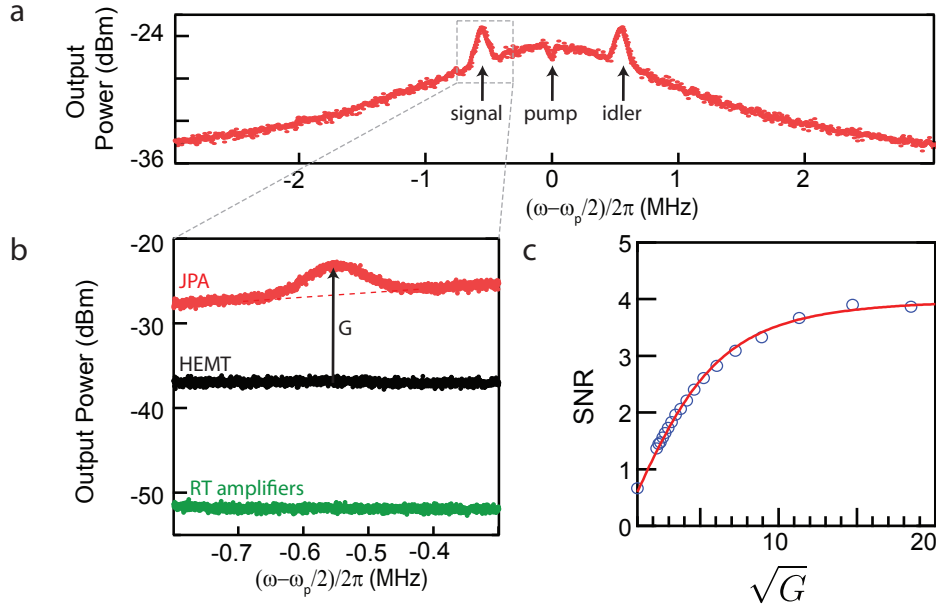 a
Output
Power (dBm)
-24
-36
signal
pump
idler
-2
-1
0
1
2
(ω−ωp/2)/2π (MHz)
b
Output Power (dBm)
-20
-30
-40
-50
JPA
G
HEMT
RT amplifiers
-0.7
-0.6
-0.5
-0.4
(ω−ωp/2)/2π (MHz)
c
SNR
5
4
3
2
1
0
10
20
√G